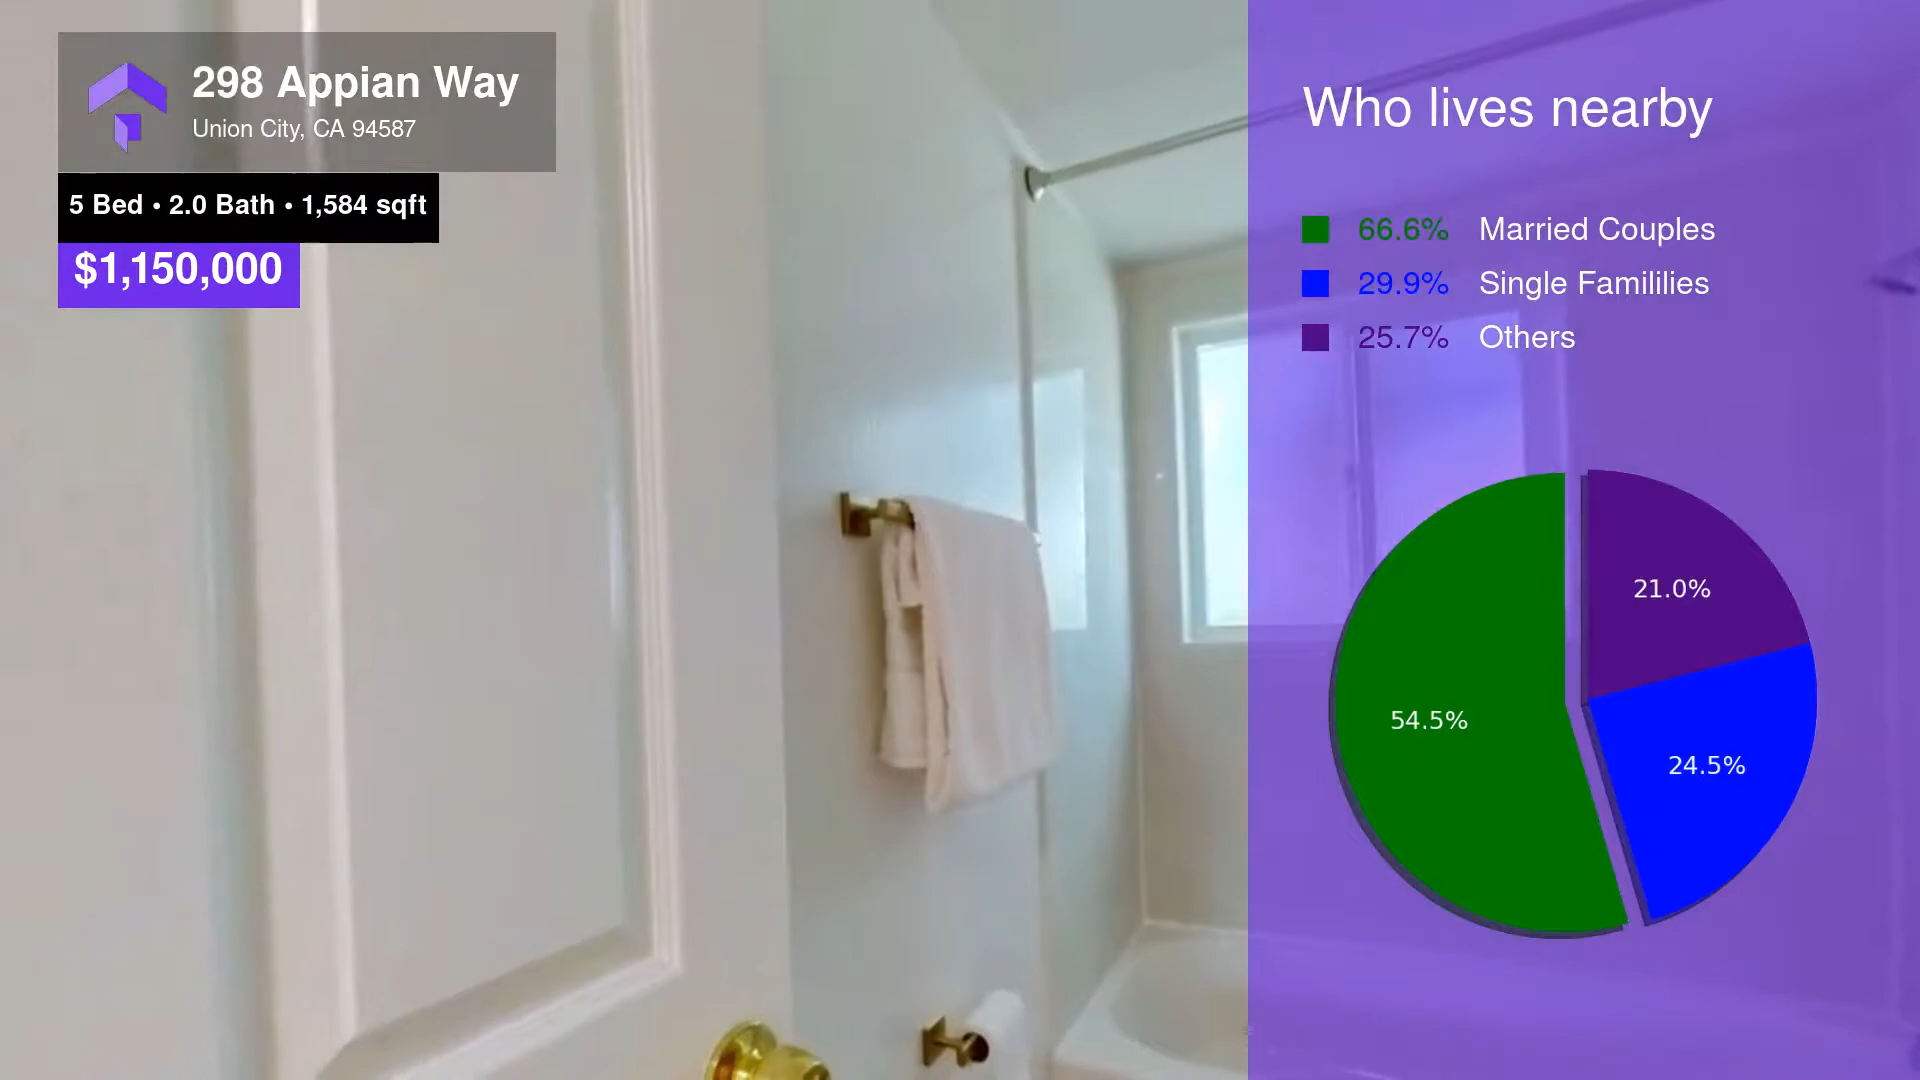 298 Appian Way
Union City, CA 94587
5 Bed • 2.0 Bath • 1,584 sqft
$1,150,000
Who lives nearby
66.6% Married Couples
29.9% Single Famililies
25.7% Others
21.0%
54.5%
24.5%